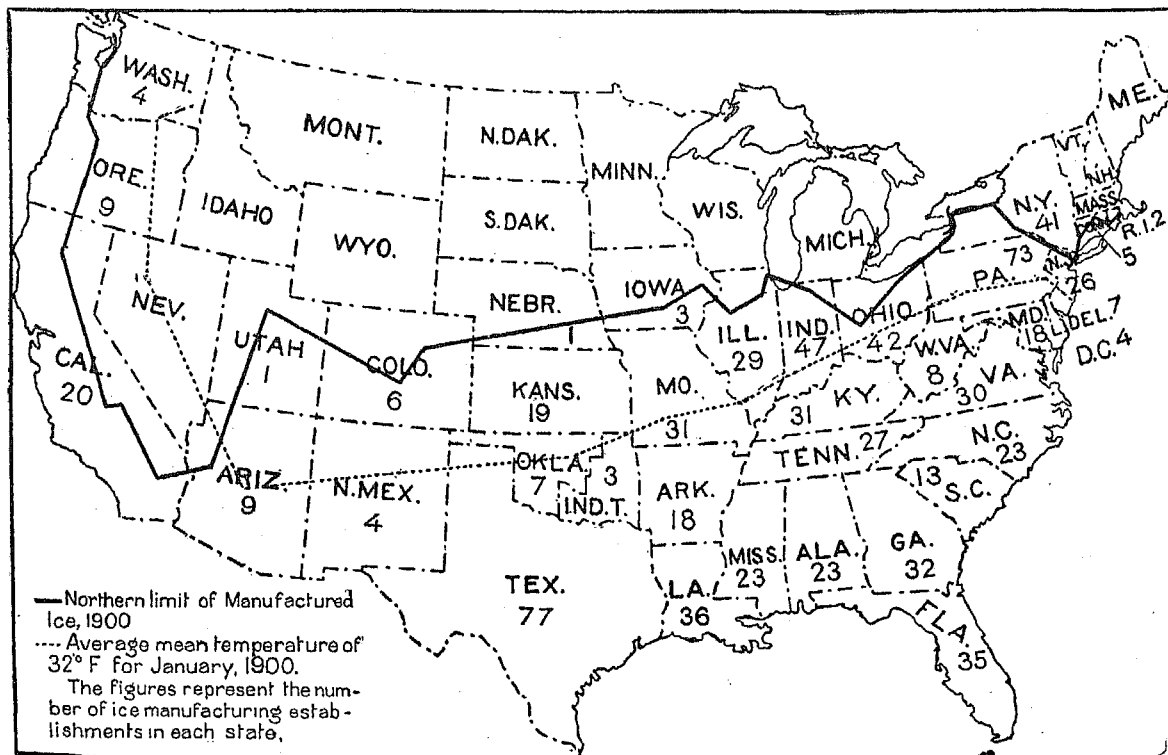 WASH.
4
MONT.
N.DAK.
MINN.
ME.
VT.
N.H.
ORE.
9
IDAHO
S.DAK.
WIS.
MICH.
N.Y.
41
MASS.
CONN.
R.I.2
5
WYO.
NEV.
NEBR.
1
IOWA
3
PA.
73
N.J.
26
UTAH
1
COLO.
6
ILL.
29
IND.
47
OHIO
42
MD.
18
DEL.7
D.C.4
CAL.
20
KANS.
19
MO.
31
KY.
31
W.VA.
8
VA.
30
ARIZ.
9
N.MEX.
4
OKLA.
7
3
IND.T.
TENN. 27
N.C.
23
ARK.
18
13
S.C.
TEX.
77
LA.
36
MISS.
23
ALA.
23
GA.
32
FLA.
35
Northern limit of Manufactured
Ice, 1900
Average mean temperature of
32° F for January, 1900.
The figures represent the num-
ber of ice manufacturing estab-
lishments in each state.